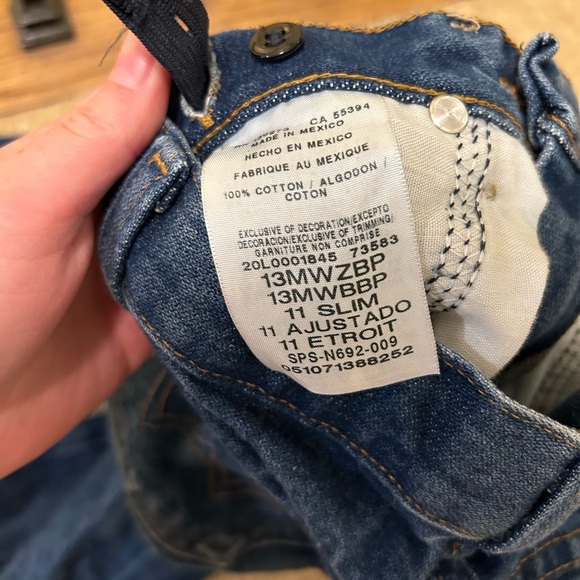 CA 55394
MADE IN MEXICO
HECHO EN MEXICO
FABRIQUE AU MEXIQUE
100% COTTON / ALGODON /
COTON
EXCLUSIVE OF DECORATION/EXCEPTO
DECORACION/EXCLUSIVE OF TRIMMING/
GARNITURE NON COMPRISE
20L0001845 73583
13MWZBP
13MWBBP
11 SLIM
11 AJUSTADO
11 ETROIT
SPS-N692-009
051071388252